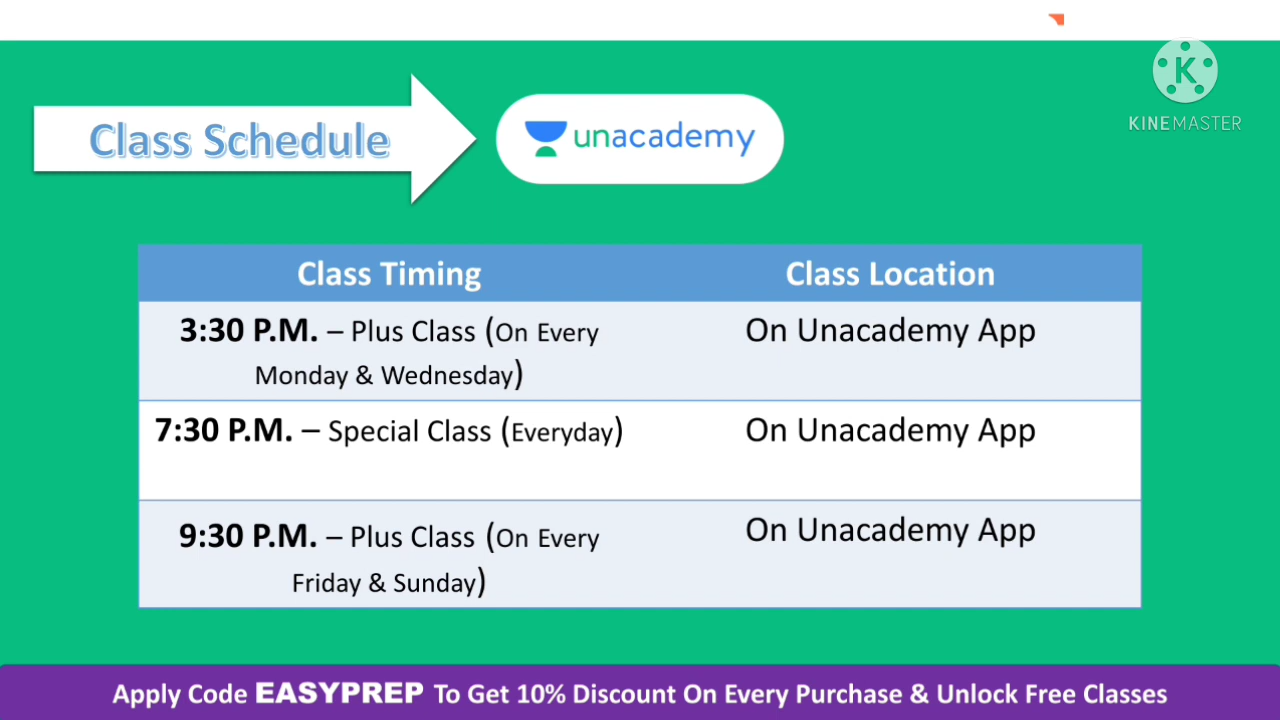 Class Schedule
unacademy
KINEMASTER
Class Timing
Class Location
3:30 P.M. – Plus Class (On Every
Monday & Wednesday)
On Unacademy App
7:30 P.M. – Special Class (Everyday)
On Unacademy App
9:30 P.M. – Plus Class (On Every
Friday & Sunday)
On Unacademy App
Apply Code EASYPREP To Get 10% Discount On Every Purchase & Unlock Free Classes